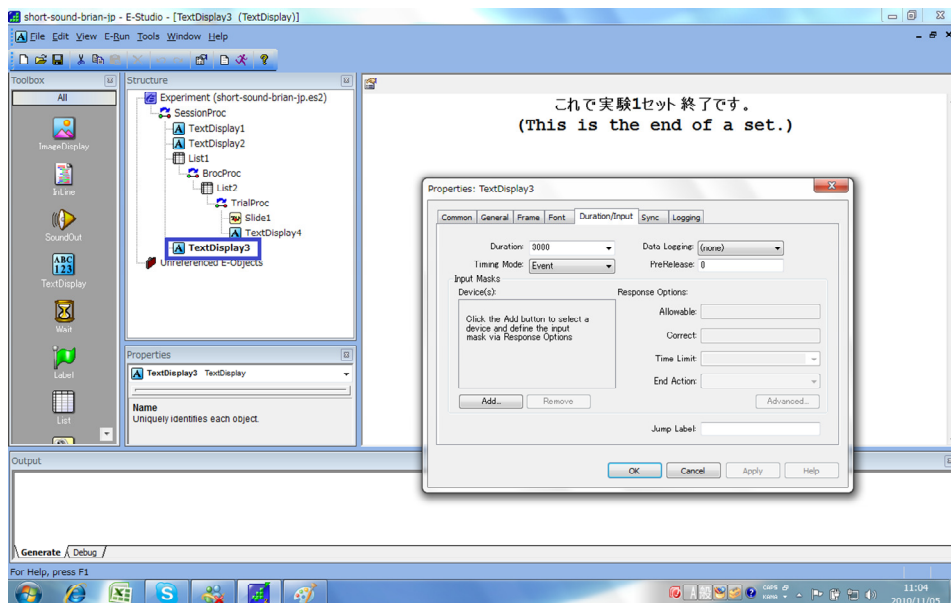 short-sound-brian-jp - E-Studio - [TextDisplay3 (TextDisplay)]
File Edit View E-Run Tools Window Help
Toolbox
All
ImageDisplay
InLine
SoundOut
ABC
123
TextDisplay
Wait
Label
List
Structure
Experiment (short-sound-brian-jp.es2)
SessionProc
TextDisplay1
TextDisplay2
List1
BrocProc
List2
TrialProc
Slide1
TextDisplay4
TextDisplay3
Unreferenced E-Objects
Properties
TextDisplay3 TextDisplay
Name
Uniquely identifies each object.
これで実験1セット 終了です。
(This is the end of a set.)
Properties: TextDisplay3
Common General Frame Font Duration/Input Sync Logging
Duration: 3000
Data Logging: (none)
Timing Mode: Event
PreRelease: 0
Input Masks
Device(s):
Response Options:
Click the Add button to select a
device and define the input
mask via Response Options
Allowable:
Correct:
Time Limit:
End Action:
Add... Remove
Advanced...
Jump Label:
OK Cancel Apply Help
Output
Generate Debug
For Help, press F1
CAPS
KANA
11:04
2010/11/05